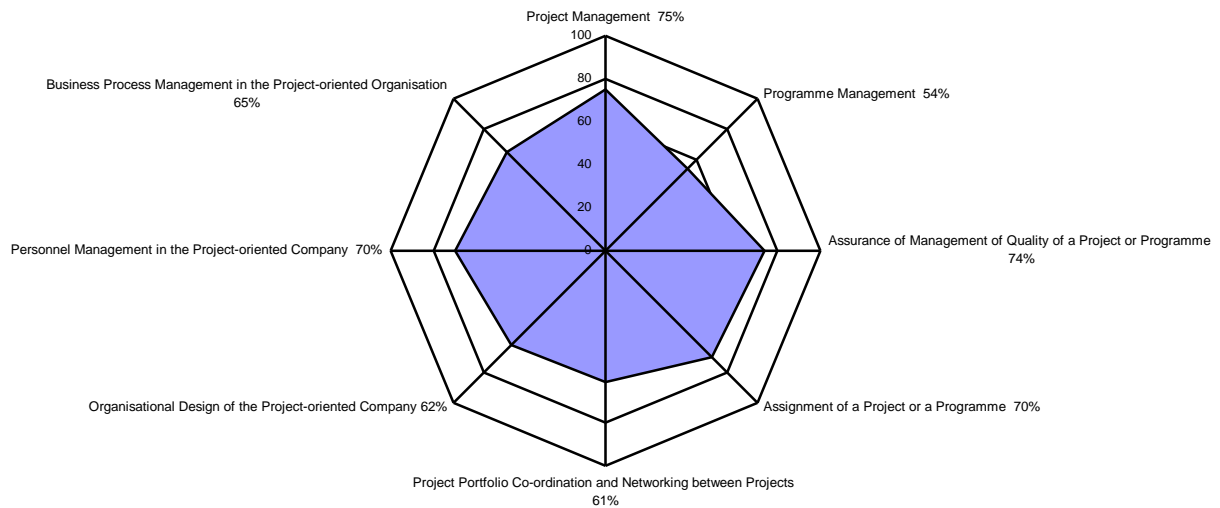 Project Management 75%
100
Business Process Management in the Project-oriented Organisation
65%
80
Programme Management 54%
60
40
20
0
Personnel Management in the Project-oriented Company 70%
Assurance of Management of Quality of a Project or Programme
74%
Organisational Design of the Project-oriented Company 62%
Assignment of a Project or a Programme 70%
Project Portfolio Co-ordination and Networking between Projects
61%